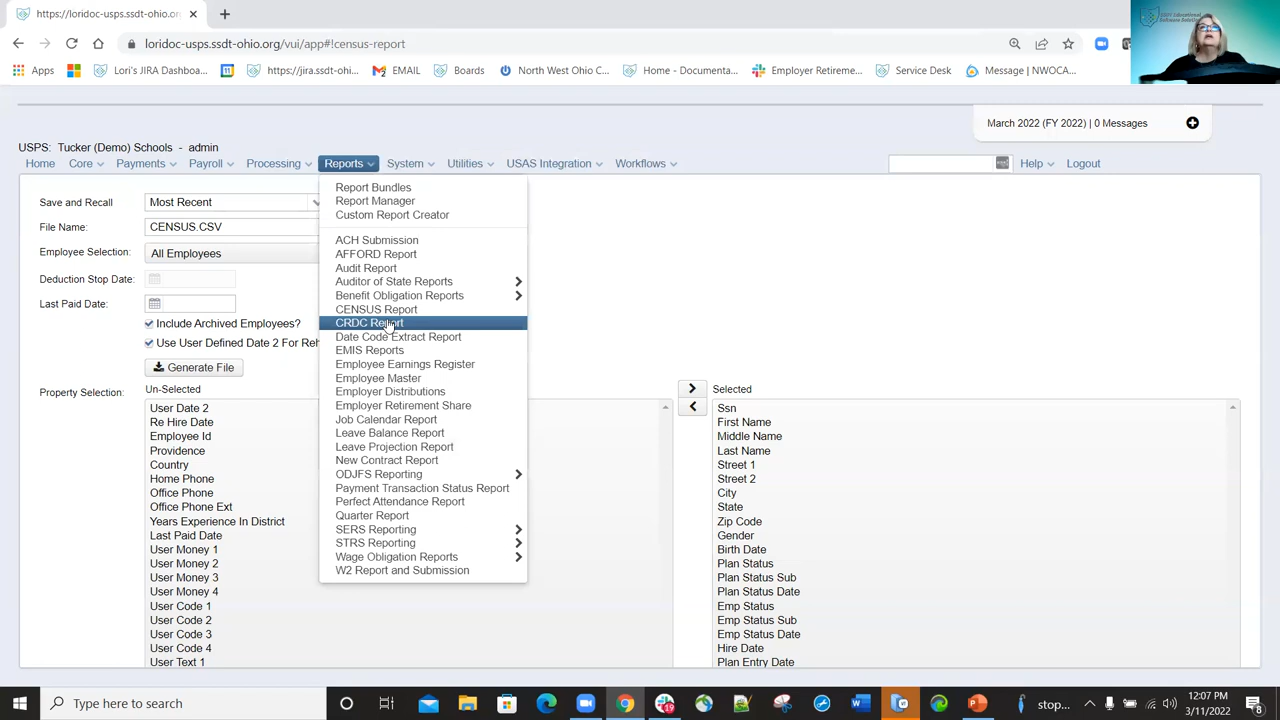 https://loridoc-usps.ssdt-ohio.org/
loridoc-usps.ssdt-ohio.org/vui/app#!census-report
Apps
Lori's JIRA Dashboa...
https://jira.ssdt-ohi...
EMAIL
Boards
North West Ohio C...
Home - Documenta...
Employer Retireme...
Service Desk
Message | NWOCA...
March 2022 (FY 2022) | 0 Messages
USPS: Tucker (Demo) Schools - admin
Home
Core
Payments
Payroll
Processing
Reports
System
Utilities
USAS Integration
Workflows
Help
Logout
Save and Recall
Most Recent
File Name:
CENSUS.CSV
Employee Selection:
All Employees
Deduction Stop Date:
Last Paid Date:
Include Archived Employees?
Use User Defined Date 2 For Reh
Generate File
Property Selection:
Un-Selected
User Date 2
Re Hire Date
Employee Id
Providence
Country
Home Phone
Office Phone
Office Phone Ext
Years Experience In District
Last Paid Date
User Money 1
User Money 2
User Money 3
User Money 4
User Code 1
User Code 2
User Code 3
User Code 4
User Text 1
Report Bundles
Report Manager
Custom Report Creator
ACH Submission
AFFORD Report
Audit Report
Auditor of State Reports
Benefit Obligation Reports
CENSUS Report
CRDC Report
Date Code Extract Report
EMIS Reports
Employee Earnings Register
Employee Master
Employer Distributions
Employer Retirement Share
Job Calendar Report
Leave Balance Report
Leave Projection Report
New Contract Report
ODJFS Reporting
Payment Transaction Status Report
Perfect Attendance Report
Quarter Report
SERS Reporting
STRS Reporting
Wage Obligation Reports
W2 Report and Submission
Selected
Ssn
First Name
Middle Name
Last Name
Street 1
Street 2
City
State
Zip Code
Gender
Birth Date
Plan Status
Plan Status Sub
Plan Status Date
Emp Status
Emp Status Sub
Emp Status Date
Hire Date
Plan Entry Date
Type here to search
stop...
12:07 PM
3/11/2022